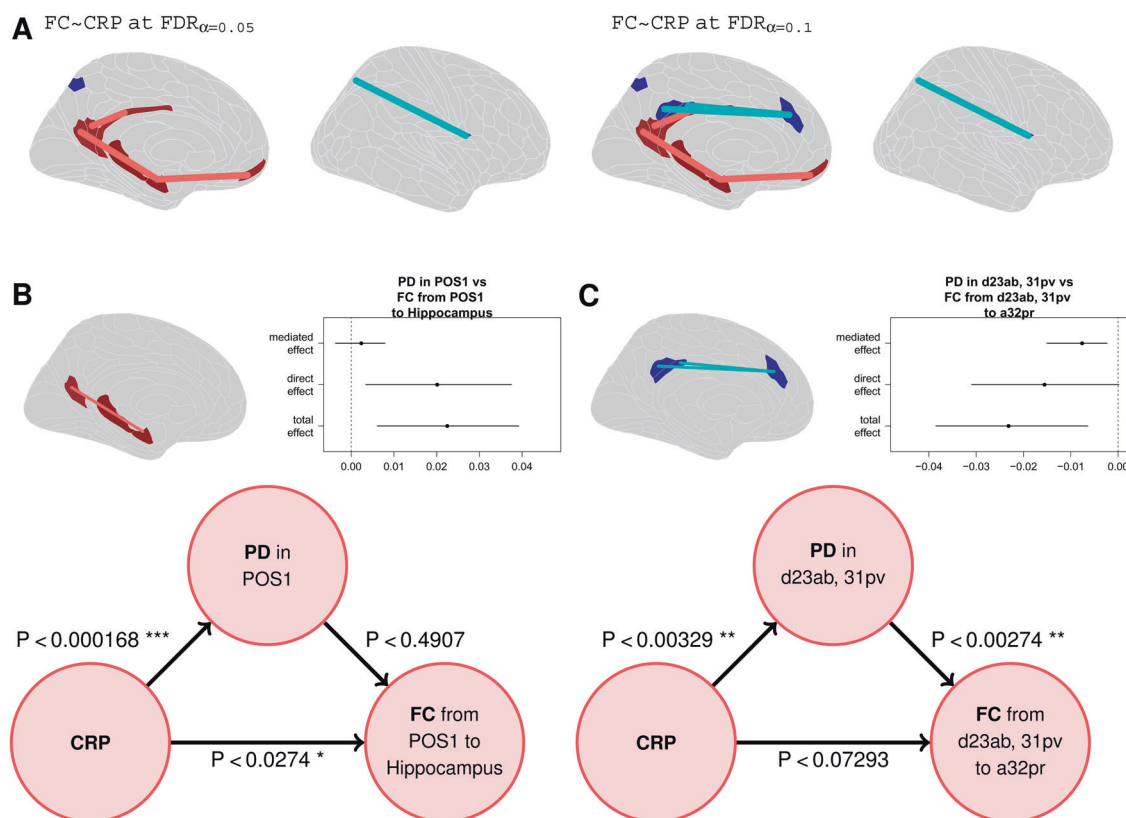 A
FC~CRP at FDRα=0.05
FC~CRP at FDRα=0.1
B
PD in POS1 vs
FC from POS1
to Hippocampus
mediated
effect
direct
effect
total
effect
0.00 0.01 0.02 0.03 0.04
C
PD in d23ab, 31pv vs
FC from d23ab, 31pv
to a32pr
mediated
effect
direct
effect
total
effect
−0.04 −0.03 −0.02 −0.01 0.00
PD in
POS1
P < 0.000168 ***
P < 0.4907
CRP
P < 0.0274 *
FC from
POS1 to
Hippocampus
PD in
d23ab, 31pv
P < 0.00329 **
P < 0.00274 **
CRP
P < 0.07293
FC from
d23ab, 31pv
to a32pr